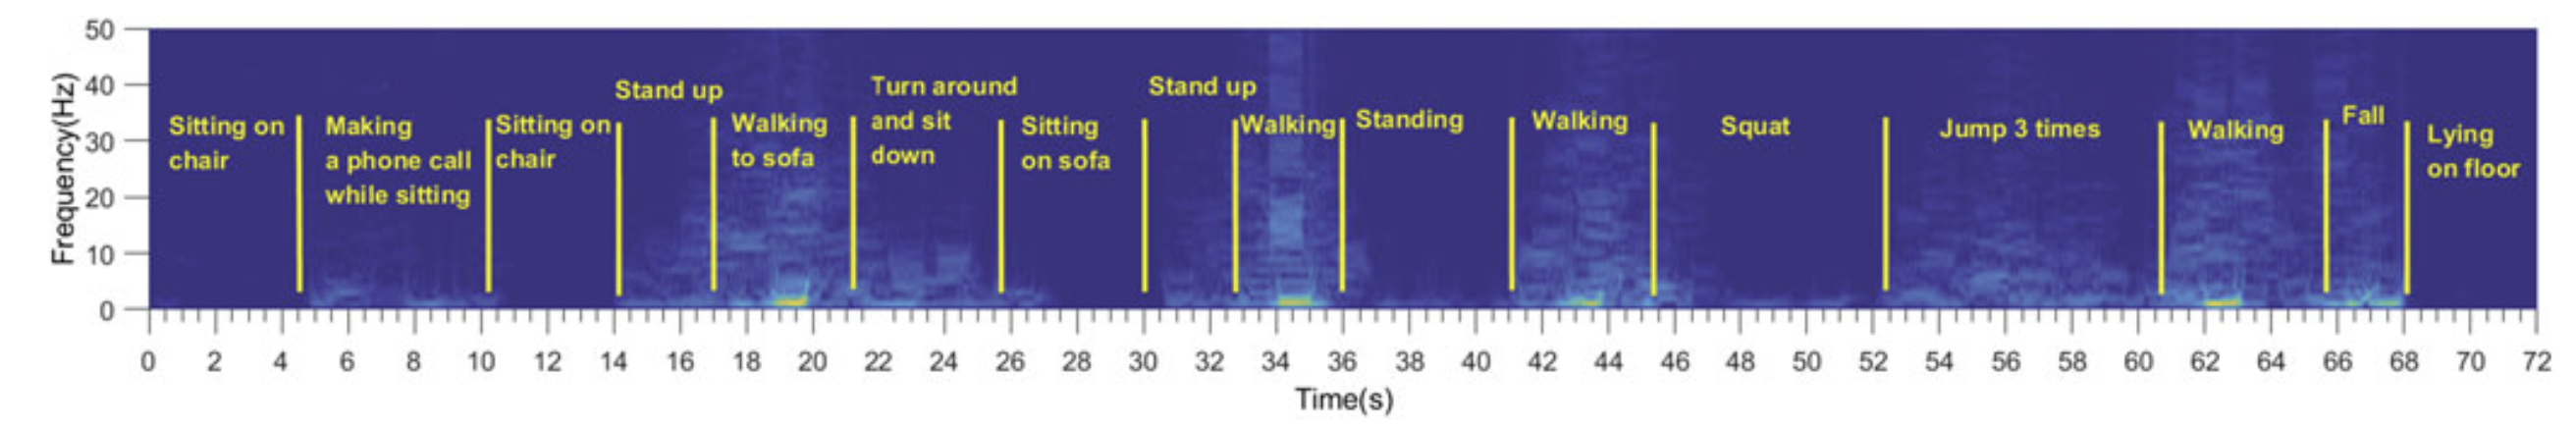 50
40
30
20
10
0
Frequency(Hz)
Sitting on
chair
Making
a phone call
while sitting
Sitting on
chair
Stand up
Walking
to sofa
Turn around
and sit
down
Sitting
on sofa
Stand up
Walking
Standing
Walking
Squat
Jump 3 times
Walking
Fall
Lying
on floor
0 2 4 6 8 10 12 14 16 18 20 22 24 26 28 30 32 34 36 38 40 42 44 46 48 50 52 54 56 58 60 62 64 66 68 70 72
Time(s)